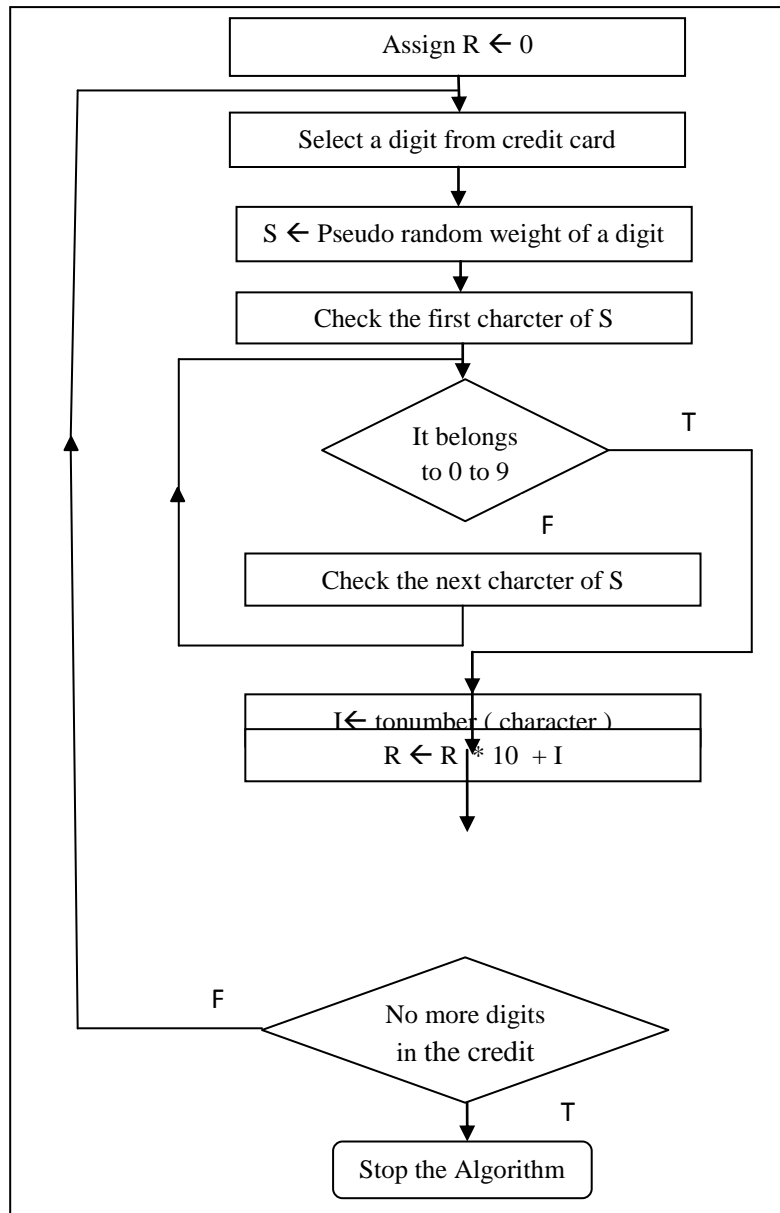 Assign R ← 0
Select a digit from credit card
S ← Pseudo random weight of a digit
Check the first charcter of S
It belongs
to 0 to 9
T
F
Check the next charcter of S
I← tonumber ( character )
R ← R * 10 + I
F
No more digits
in the credit
T
Stop the Algorithm